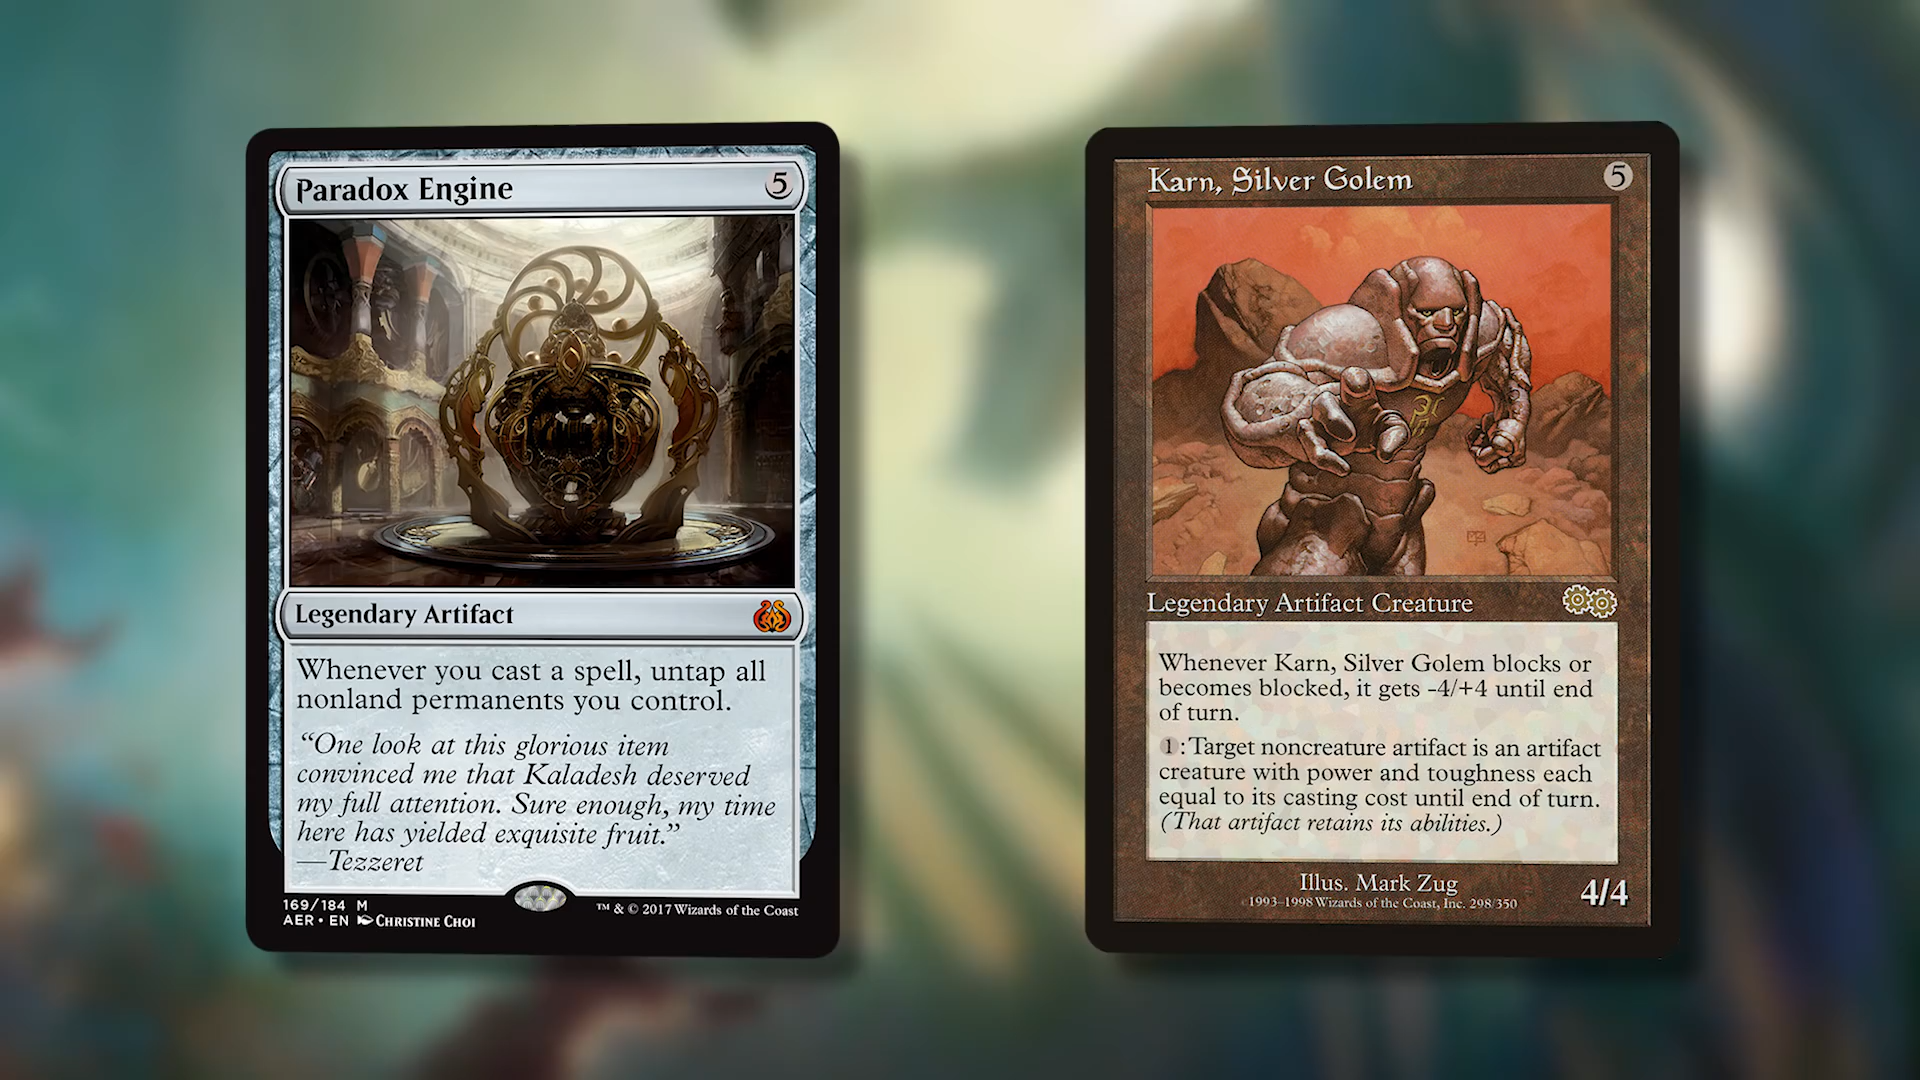 Paradox Engine 5
Legendary Artifact
Whenever you cast a spell, untap all
nonland permanents you control.
“One look at this glorious item
convinced me that Kaladesh deserved
my full attention. Sure enough, my time
here has yielded exquisite fruit.”
—Tezzeret
169/184 M
AER • EN Christine Choi
™ & © 2017 Wizards of the Coast
Karn, Silver Golem 5
Legendary Artifact Creature
Whenever Karn, Silver Golem blocks or
becomes blocked, it gets -4/+4 until end
of turn.
1:Target noncreature artifact is an artifact
creature with power and toughness each
equal to its casting cost until end of turn.
(That artifact retains its abilities.)
Illus. Mark Zug
©1993–1998 Wizards of the Coast, Inc. 298/350
4/4